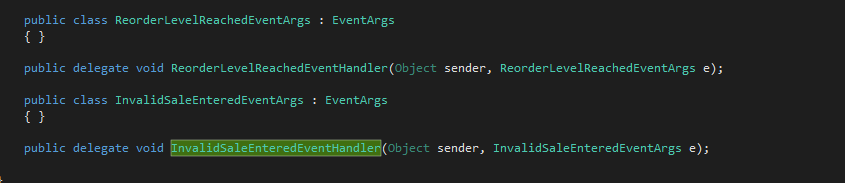 public class ReorderLevelReachedEventArgs : EventArgs
{ }
public delegate void ReorderLevelReachedEventHandler(Object sender, ReorderLevelReachedEventArgs e);
public class InvalidSaleEnteredEventArgs : EventArgs
{ }
public delegate void InvalidSaleEnteredEventHandler(Object sender, InvalidSaleEnteredEventArgs e);
}